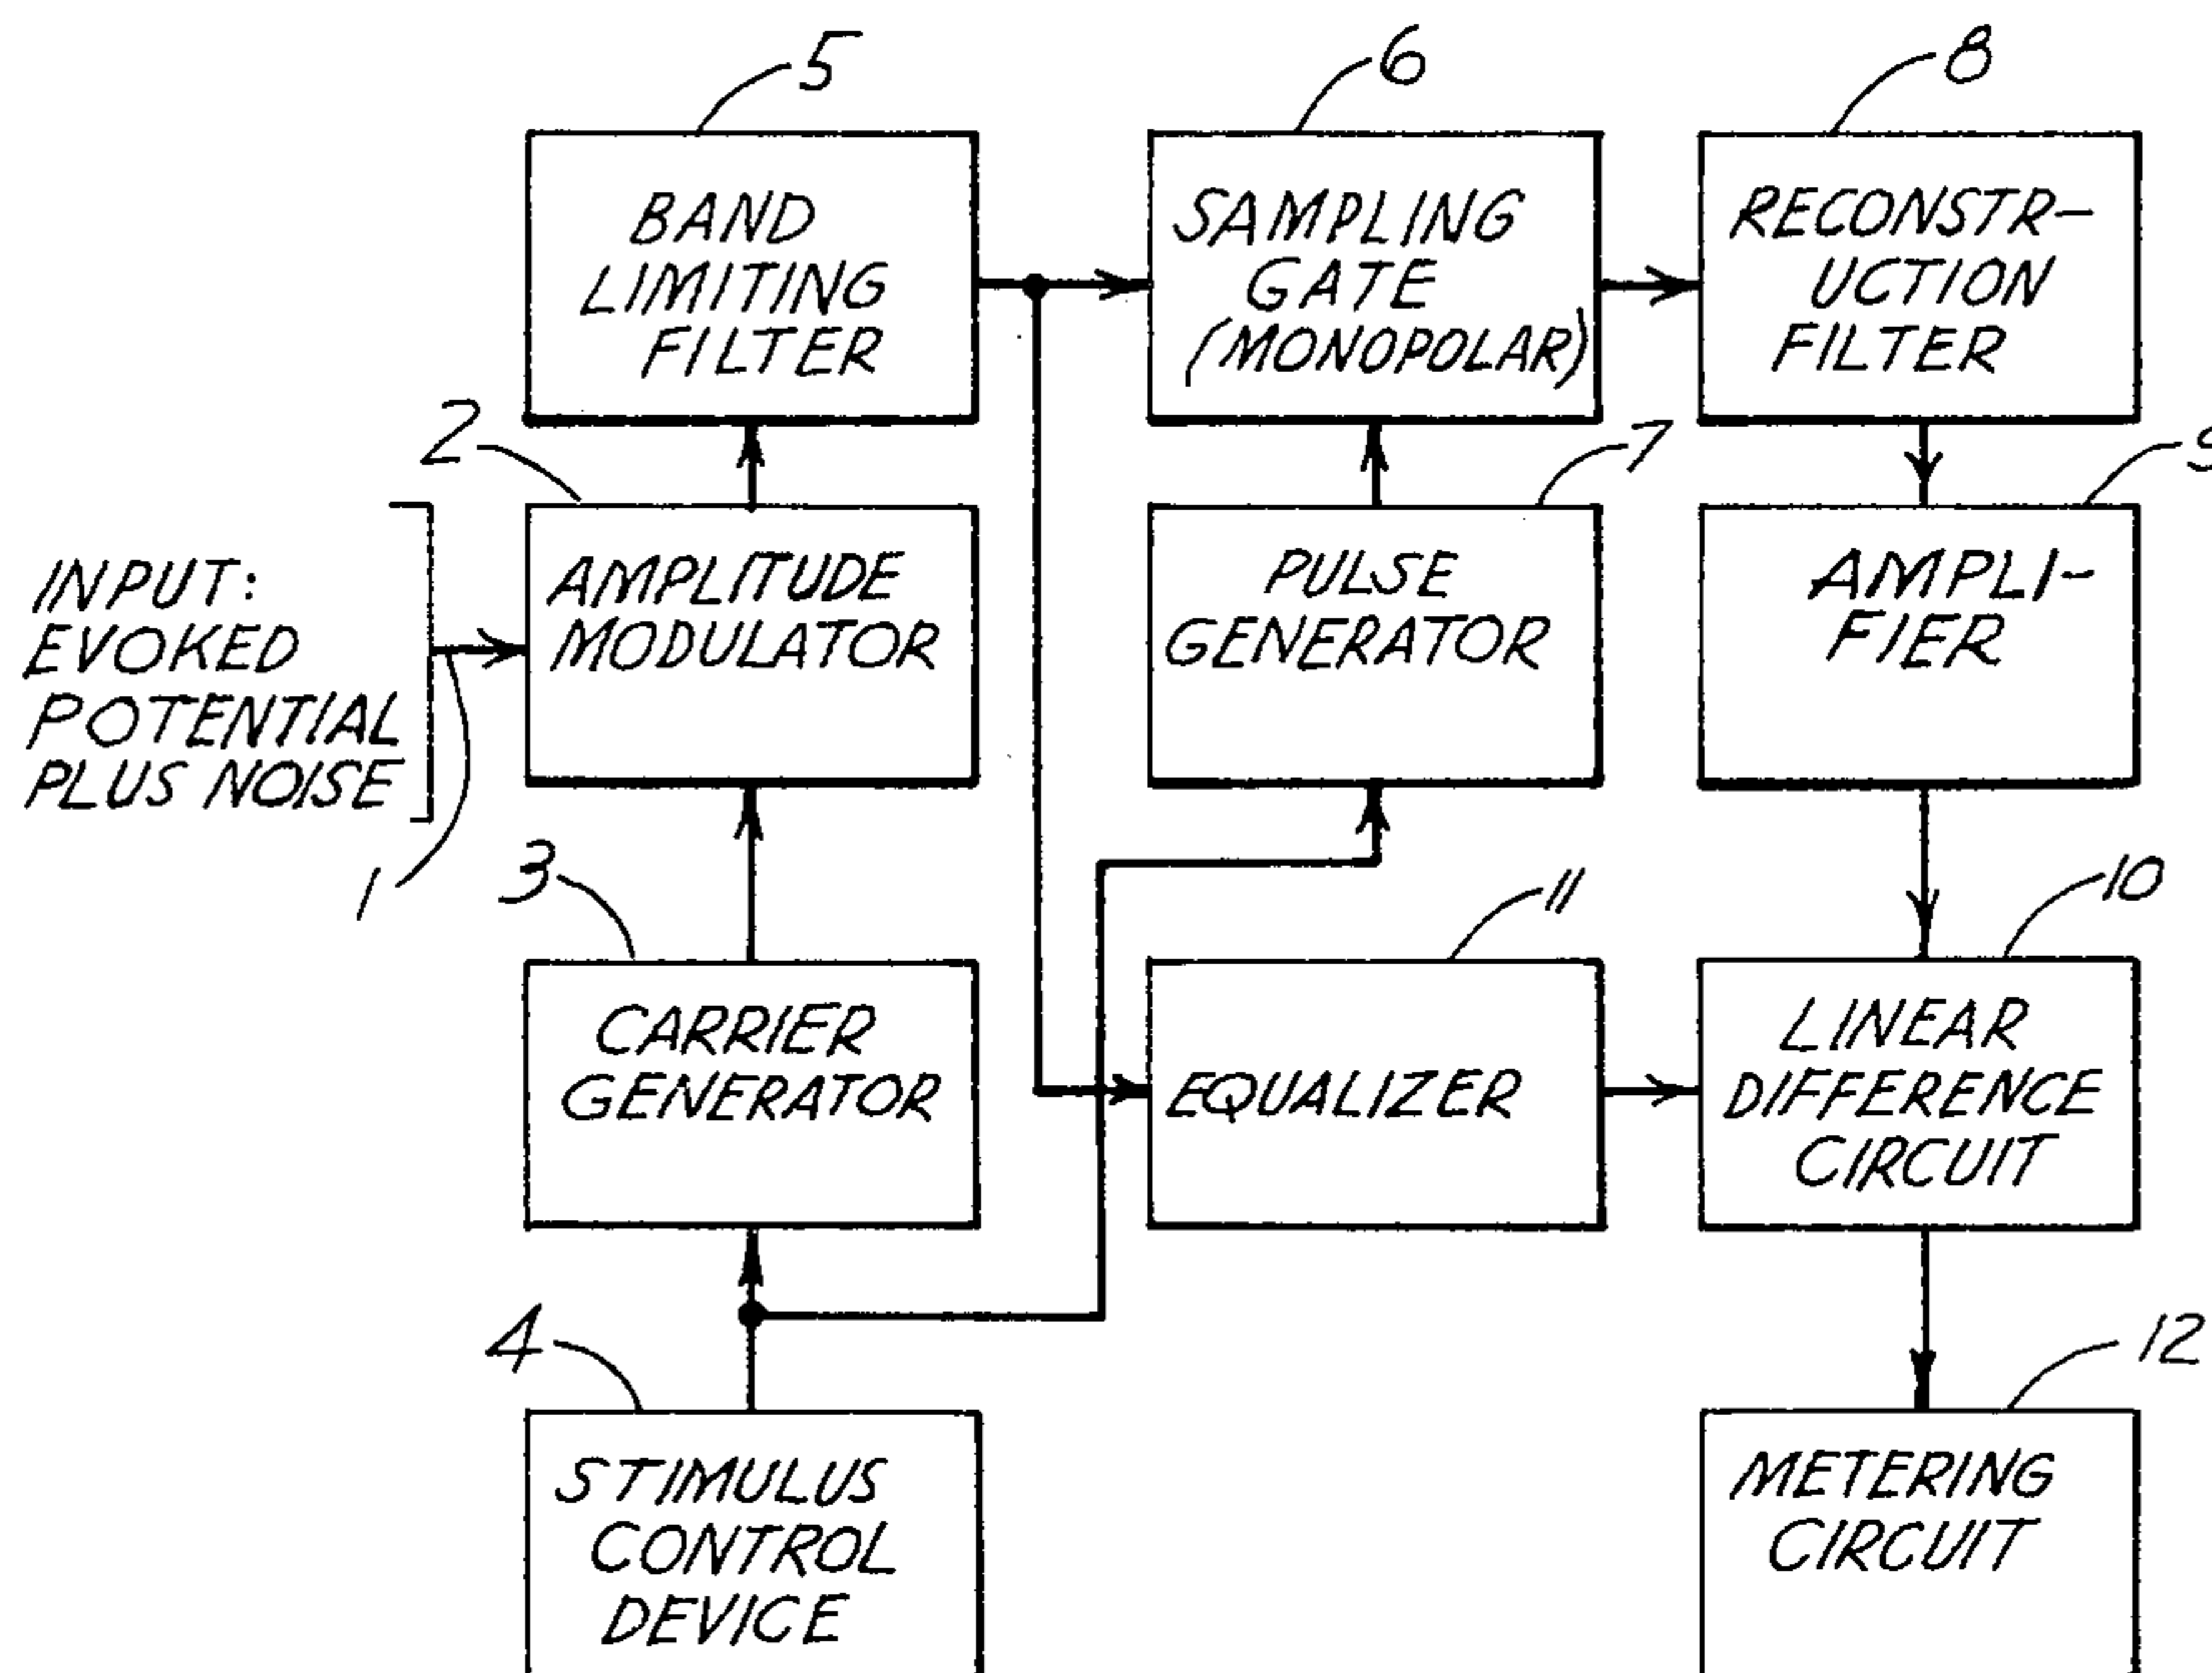 5
6
8
BAND
LIMITING
FILTER
SAMPLING
GATE
(MONOPOLAR)
RECONSTR-
UCTION
FILTER
2
7
9
INPUT:
EVOKED
POTENTIAL
PLUS NOISE
AMPLITUDE
MODULATOR
PULSE
GENERATOR
AMPLI-
FIER
1
3
11
10
CARRIER
GENERATOR
EQUALIZER
LINEAR
DIFFERENCE
CIRCUIT
4
12
STIMULUS
CONTROL
DEVICE
METERING
CIRCUIT